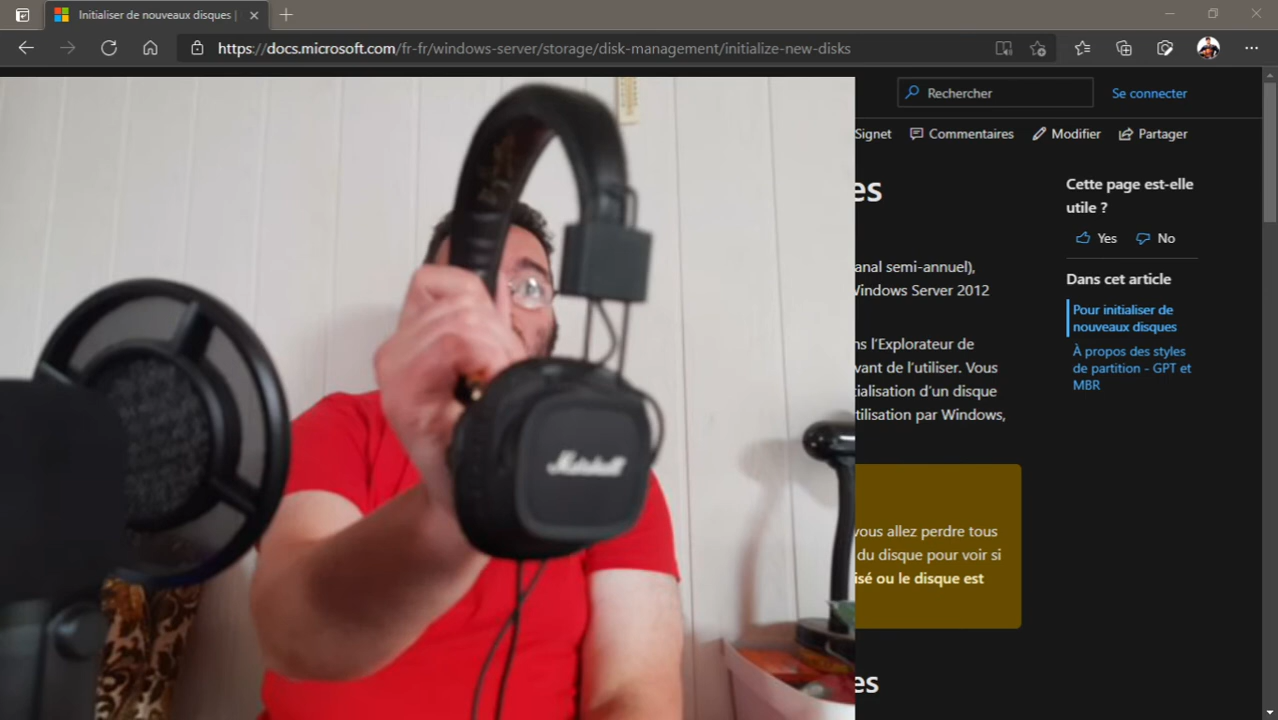 Initialiser de nouveaux disques |
https://docs.microsoft.com/fr-fr/windows-server/storage/disk-management/initialize-new-disks
Rechercher
Se connecter
Signet
Commentaires
Modifier
Partager
es
Cette page est-elle
utile ?
Yes
No
anal semi-annuel),
Windows Server 2012
Dans cet article
Pour initialiser de
nouveaux disques
À propos des styles
de partition - GPT et
MBR
ns l'Explorateur de
vant de l'utiliser. Vous
ialisation d'un disque
tilisation par Windows,
Marshall
vous allez perdre tous
du disque pour voir si
isé ou le disque est
es